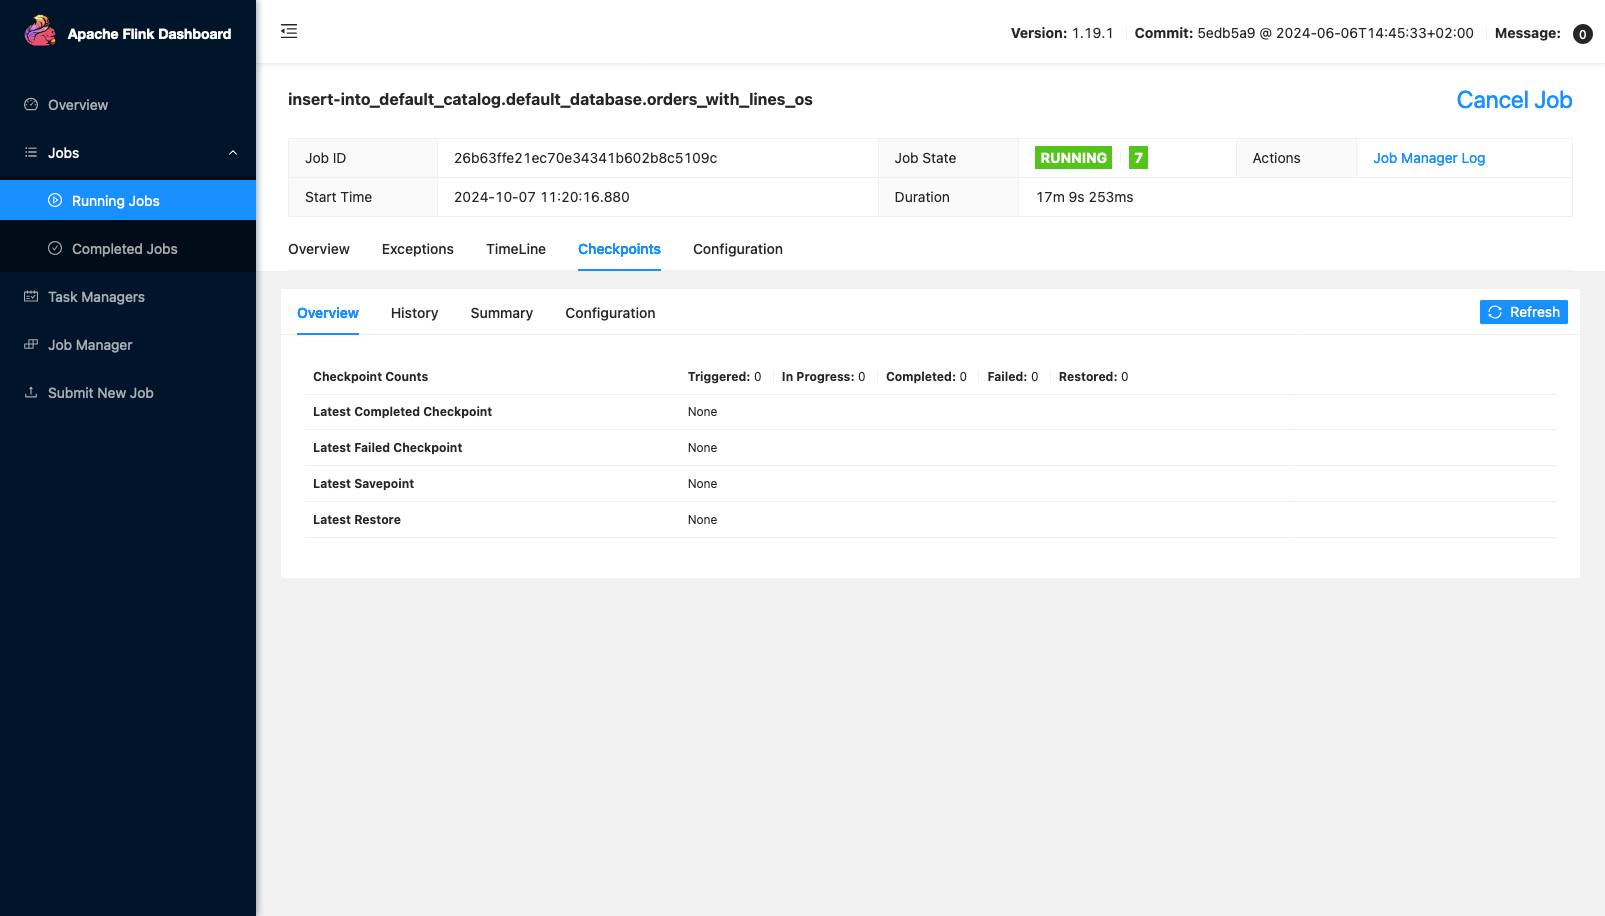 Apache Flink Dashboard
Version: 1.19.1 Commit: 5edb5a9 @ 2024-06-06T14:45:33+02:00 Message: 0
Overview
Jobs
Running Jobs
Completed Jobs
Task Managers
Job Manager
Submit New Job
insert-into_default_catalog.default_database.orders_with_lines_os
Cancel Job
Job ID 26b63ffe21ec70e34341b602b8c5109c Job State RUNNING 7 Actions Job Manager Log
Start Time 2024-10-07 11:20:16.880 Duration 17m 9s 253ms
Overview Exceptions TimeLine Checkpoints Configuration
Overview History Summary Configuration Refresh
Checkpoint Counts Triggered: 0 In Progress: 0 Completed: 0 Failed: 0 Restored: 0
Latest Completed Checkpoint None
Latest Failed Checkpoint None
Latest Savepoint None
Latest Restore None